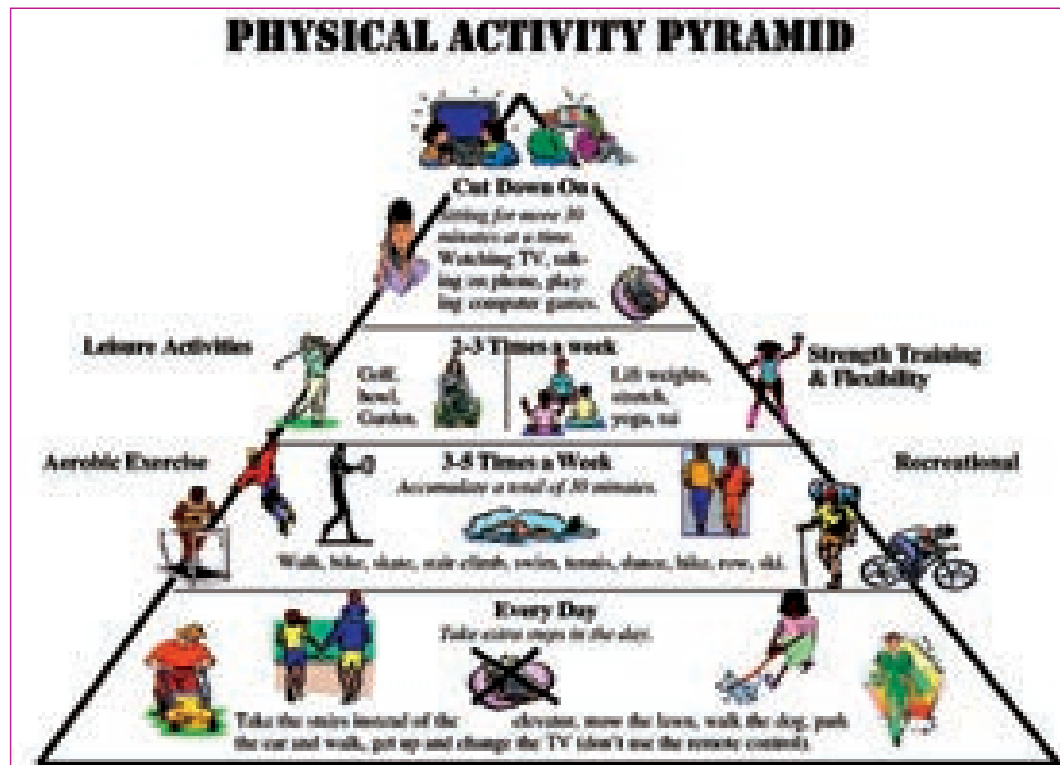 PHYSICAL ACTIVITY PYRAMID
Cut Down On
Sitting for more 30
minutes at a time.
Watching TV, talk-
ing on phone, play-
ing computer games.
Leisure Activities
2-3 Times a week
Strength Training
& Flexibility
Golf,
bowl,
Garden,
Lift weights,
stretch,
yoga, tai
Aerobic Exercise
3-5 Times a Week
Recreational
Accumulate a total of 30 minutes.
Walk, bike, skate, stair climb, swim, tennis, dance, hike, row, ski.
Every Day
Take extra steps in the day.
Take the stairs instead of the elevator, mow the lawn, walk the dog, park
the car and walk, get up and change the TV (don't use the remote control).